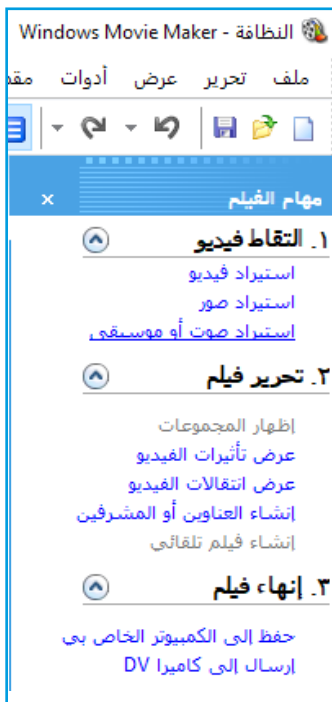 النظافة - Windows Movie Maker
ملف تحرير عرض أدوات مقد
مهام الفيلم
١. التقاط فيديو
استيراد فيديو
استيراد صور
استيراد صوت أو موسيقى
٢. تحرير فيلم
إظهار المجموعات
عرض تأثيرات الفيديو
عرض انتقالات الفيديو
إنشاء العناوين أو المشرفين
إنشاء فيلم تلقائي
٣. إنهاء فيلم
حفظ إلى الكمبيوتر الخاص بي
إرسال إلى كاميرا DV